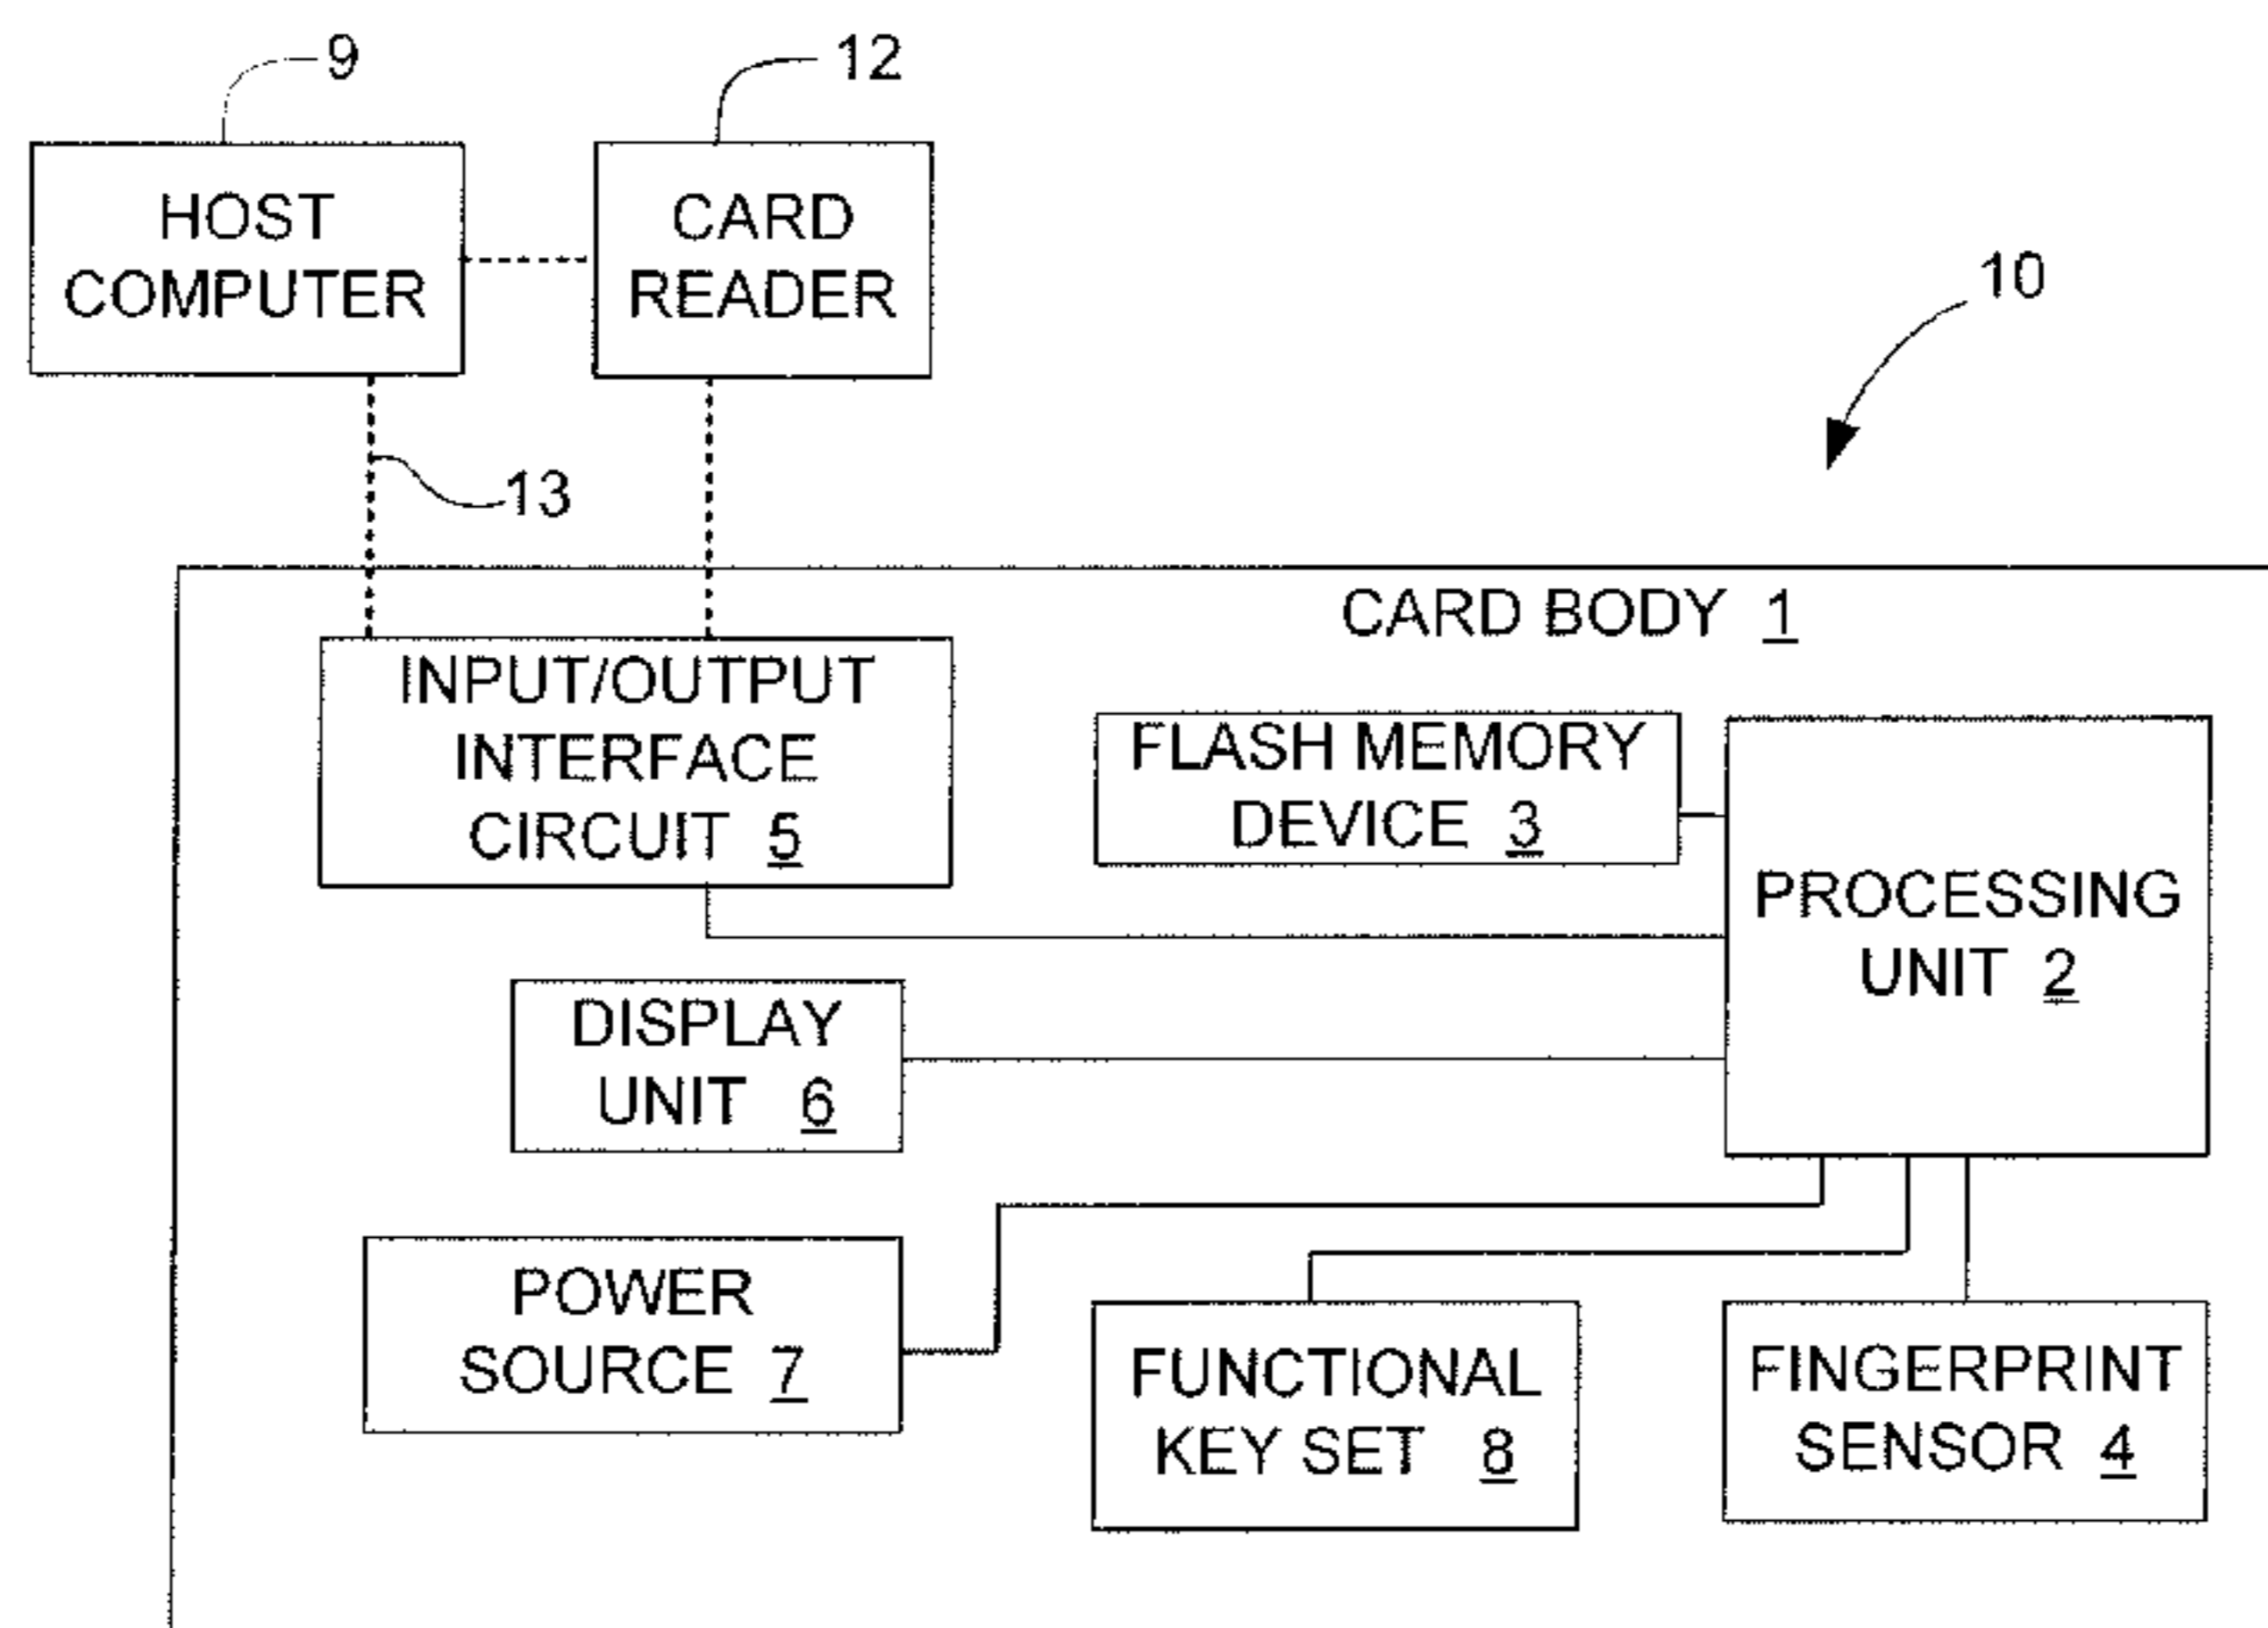 9
12
HOST
COMPUTER
CARD
READER
10
13
CARD BODY 1
INPUT/OUTPUT
INTERFACE
CIRCUIT 5
FLASH MEMORY
DEVICE 3
PROCESSING
UNIT 2
DISPLAY
UNIT 6
POWER
SOURCE 7
FUNCTIONAL
KEY SET 8
FINGERPRINT
SENSOR 4